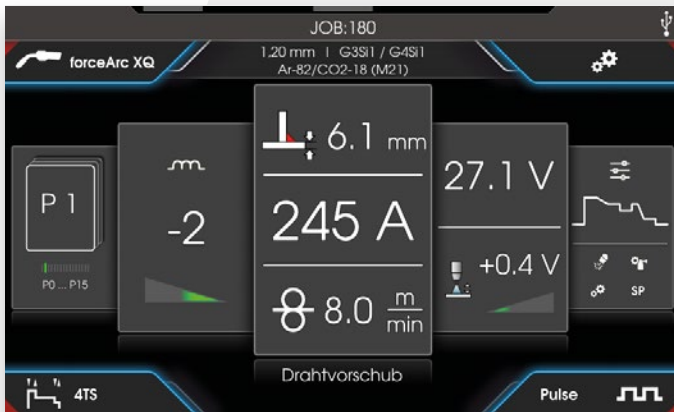 JOB:180
forceArc XQ
1.20 mm I G3Si1 / G4Si1
Ar-82/CO2-18 (M21)
P 1
P0 ... P15
-2
6.1 mm
245 A
8.0 m/min
27.1 V
+0.4 V
SP
Drahtvorschub
4TS
Pulse